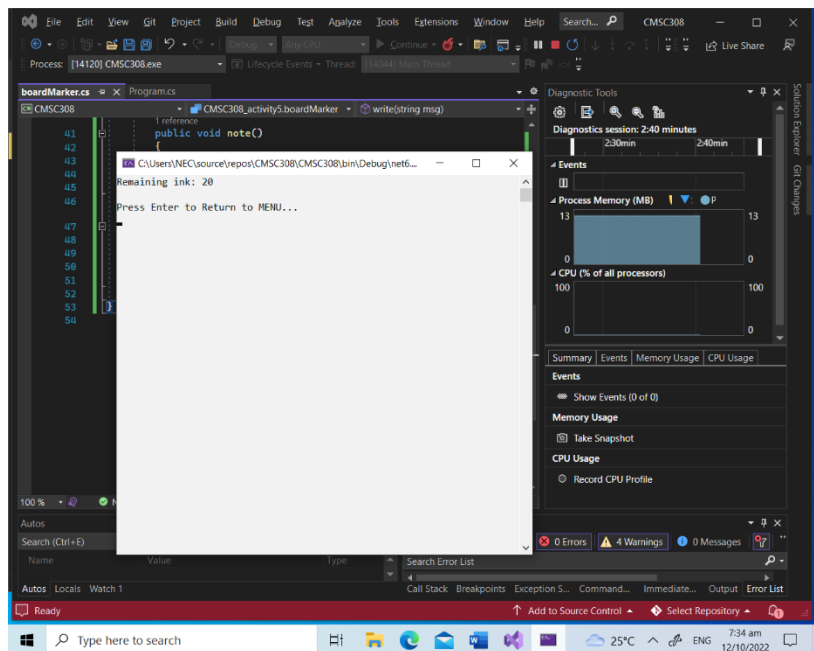 File Edit View Git Project Build Debug Test Analyze Tools Extensions Window Help Search... CMSC308
Debug Any CPU Continue Live Share
Process: [14120] CMSC308.exe Lifecycle Events Thread: [14044] Main Thread
boardMarker.cs Program.cs
CMSC308 CMSC308_activity5.boardMarker write(string msg)
1 reference
41 public void note()
42 {
43
44
45
46
47
48
49
50
51
52
53 }
54
C:\Users\NEC\source\repos\CMSC308\CMSC308\bin\Debug\net6....
Remaining ink: 20
Press Enter to Return to MENU...
Diagnostic Tools
Diagnostics session: 2:40 minutes
2:30min 2:40min
Events
Process Memory (MB) P
13 13
0 0
CPU (% of all processors)
100 100
0 0
Summary Events Memory Usage CPU Usage
Events
Show Events (0 of 0)
Memory Usage
Take Snapshot
CPU Usage
Record CPU Profile
Solution Explorer
Git Changes
100 % N
Autos
Search (Ctrl+E) 0 Errors 4 Warnings 0 Messages
Name Value Type Search Error List
Autos Locals Watch 1 Call Stack Breakpoints Exception S... Command... Immediate... Output Error List
Ready Add to Source Control Select Repository
Type here to search 25°C ENG 7:34 am
12/10/2022